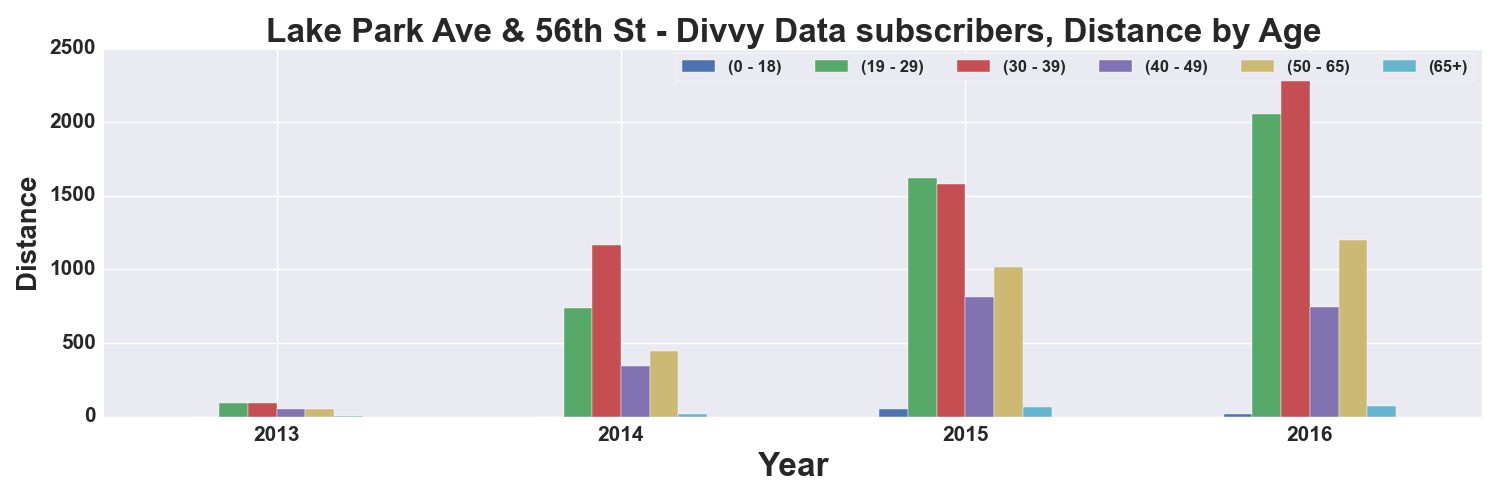 Lake Park Ave & 56th St - Divvy Data subscribers, Distance by Age
2500
(0 - 18) (19 - 29) (30 - 39) (40 - 49) (50 - 65) (65+)
2000
1500
Distance
1000
500
0
2013 2014 2015 2016
Year